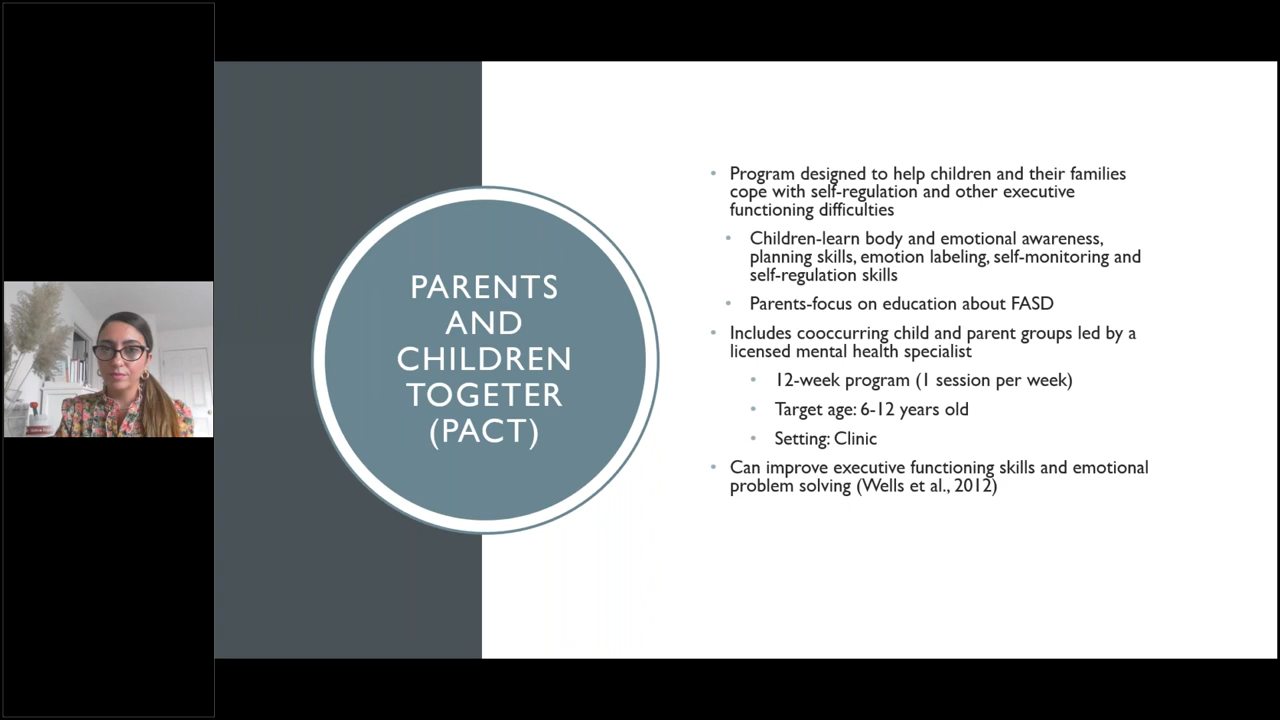 PARENTS
AND
CHILDREN
TOGETER
(PACT)
• Program designed to help children and their families
cope with self-regulation and other executive
functioning difficulties
• Children-learn body and emotional awareness,
planning skills, emotion labeling, self-monitoring and
self-regulation skills
• Parents-focus on education about FASD
• Includes cooccurring child and parent groups led by a
licensed mental health specialist
• 12-week program (1 session per week)
• Target age: 6-12 years old
• Setting: Clinic
• Can improve executive functioning skills and emotional
problem solving (Wells et al., 2012)